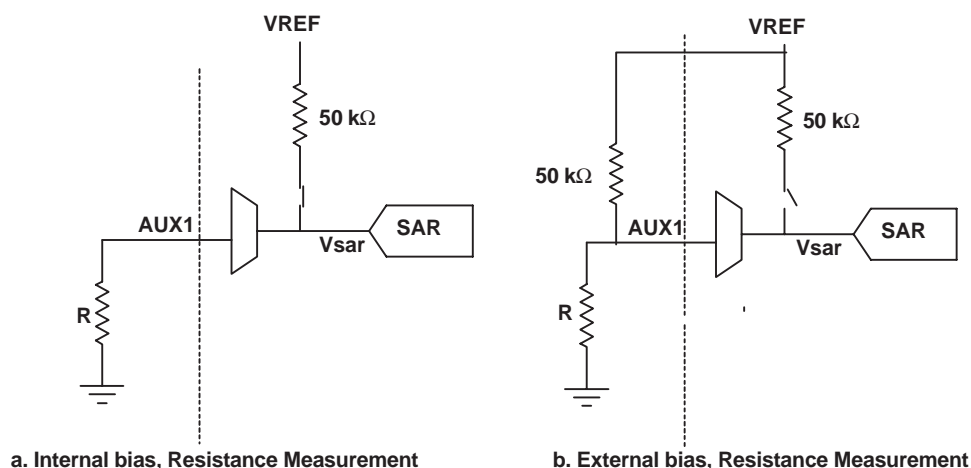 VREF
50 kΩ
AUX1
Vsar
SAR
R
a. Internal bias, Resistance Measurement
VREF
50 kΩ
50 kΩ
AUX1
Vsar
SAR
R
b. External bias, Resistance Measurement